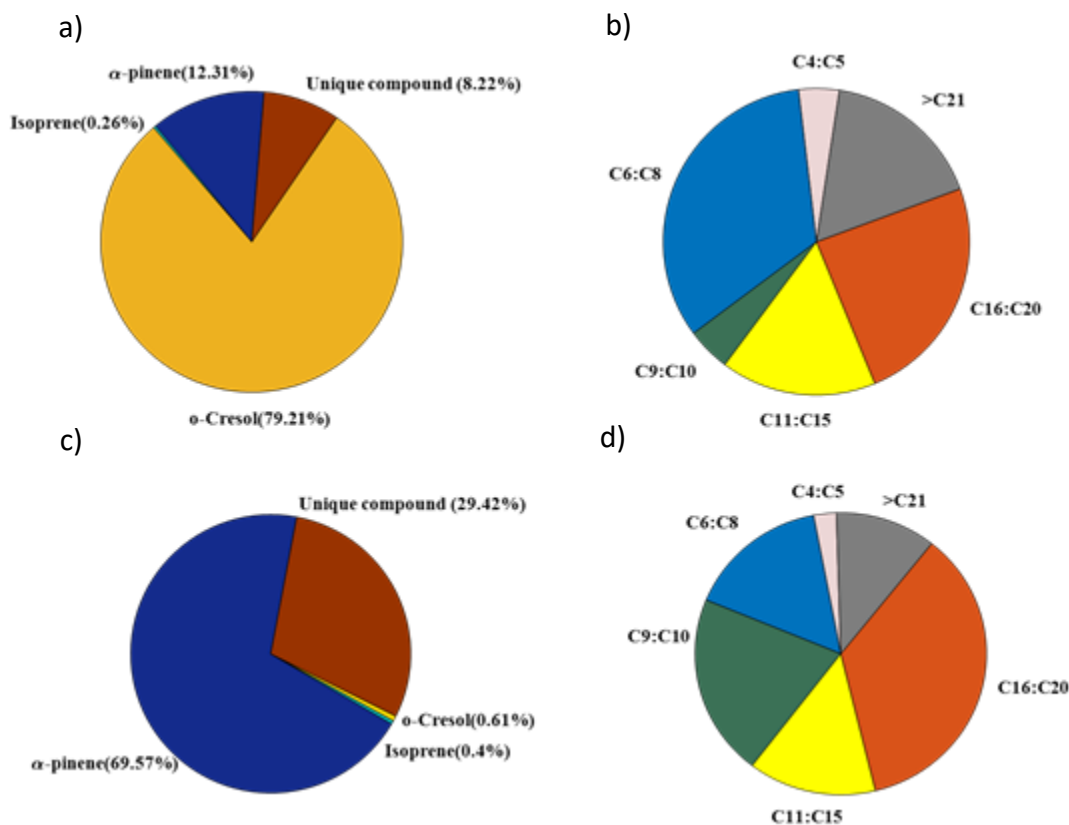 a)
α-pinene(12.31%)
Unique compound (8.22%)
Isoprene(0.26%)
o-Cresol(79.21%)
b)
C4:C5
>C21
C6:C8
C16:C20
C9:C10
C11:C15
c)
Unique compound (29.42%)
o-Cresol(0.61%)
Isoprene(0.4%)
α-pinene(69.57%)
d)
C4:C5
>C21
C6:C8
C9:C10
C16:C20
C11:C15